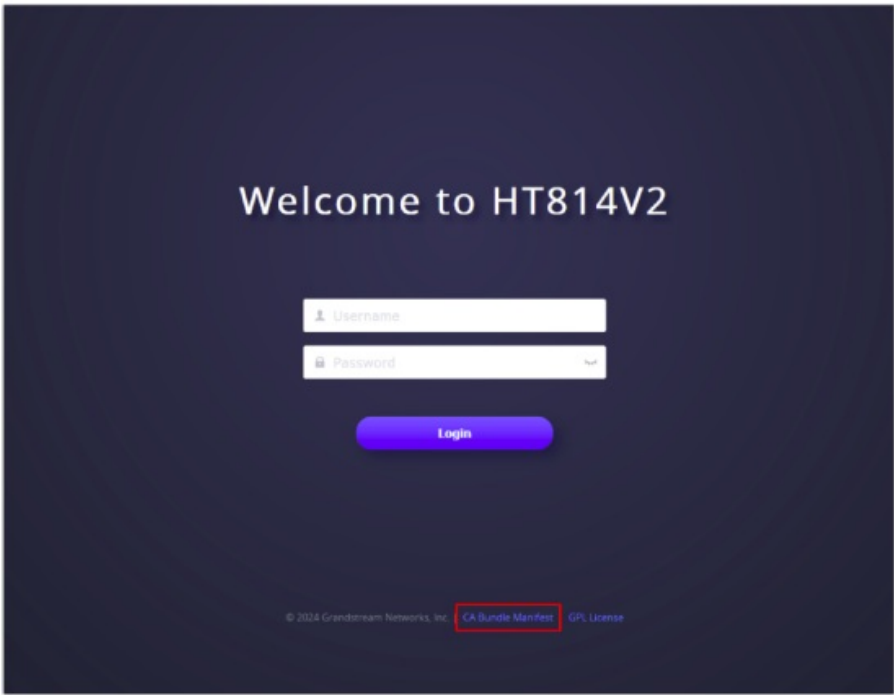 Welcome to HT814V2
Username
Password
Login
© 2024 Grandstream Networks, Inc. | CA Bundle Manifest GPL License